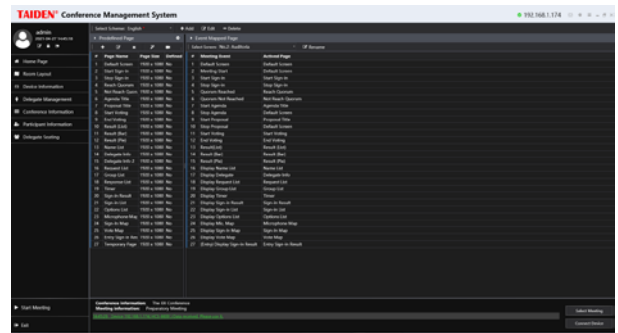 TAIDEN® Conference Management System
192.168.1.174
admin
Select Scheme: English
Add Edit Delete
Predefined Page
Event Mapped Page
Rename
# Page Name Page Size Default
# Meeting Event Actived Page
1 Default Screen 1920 x 1080 No
1 Default Screen Default Screen
2 Start Sign in 1920 x 1080 No
2 Meeting Start Default Screen
3 Stop Sign in 1920 x 1080 No
3 Start Sign in Start Sign in
4 Reach Quorum 1920 x 1080 No
4 Stop Sign in Stop Sign in
5 1920 x 1080 No
5 Quorum Reached Reach Quorum
6 Agenda Title 1920 x 1080 No
6 Quorum Not Reached Not Reach Quorum
7 Proposal Title 1920 x 1080 No
7 Start Agenda Agenda Title
8 Start Voting 1920 x 1080 No
8 Stop Agenda Default Screen
9 End Voting 1920 x 1080 No
9 Start Proposal Proposal Title
10 Result (List) 1920 x 1080 No
10 Stop Proposal Default Screen
11 Result (Bar) 1920 x 1080 No
11 Start Voting Start Voting
12 Result (Pie) 1920 x 1080 No
12 End Voting End Voting
13 Name List 1920 x 1080 No
13 Result(List) Result (List)
14 Delegate Info 1920 x 1080 No
14 Result (Bar) Result (Bar)
15 Delegate Info 2 1920 x 1080 No
15 Result (Pie) Result (Pie)
16 Request List 1920 x 1080 No
16 Display Name List Name List
17 Group List 1920 x 1080 No
17 Display Delegate Delegate Info
18 Response List 1920 x 1080 No
18 Display Request List Request List
19 Timer 1920 x 1080 No
19 Display Group List Group List
20 Sign in Result 1920 x 1080 No
20 Display Timer Timer
21 Sign in List 1920 x 1080 No
21 Display Sign in Result Sign in Result
22 Options List 1920 x 1080 No
22 Display Sign in List Sign in List
23 Microphone Map 1920 x 1080 No
23 Display Options List Options List
24 Sign in Map 1920 x 1080 No
24 Display Mic. Map Microphone Map
25 Vote Map 1920 x 1080 No
25 Display Sign in Map Sign in Map
26 1920 x 1080 No
26 Display Vote Map Vote Map
27 Temporary Page 1920 x 1080 No
27 (Entry) Display Sign in Result Entry Sign in Result
Home Page
Room Layout
Device Information
Delegate Management
Conference Information
Participant Information
Delegate Seating
Start Meeting
Exit
Conference Information:
Meeting Information: Preparatory Meeting
Select Meeting
Connect Device